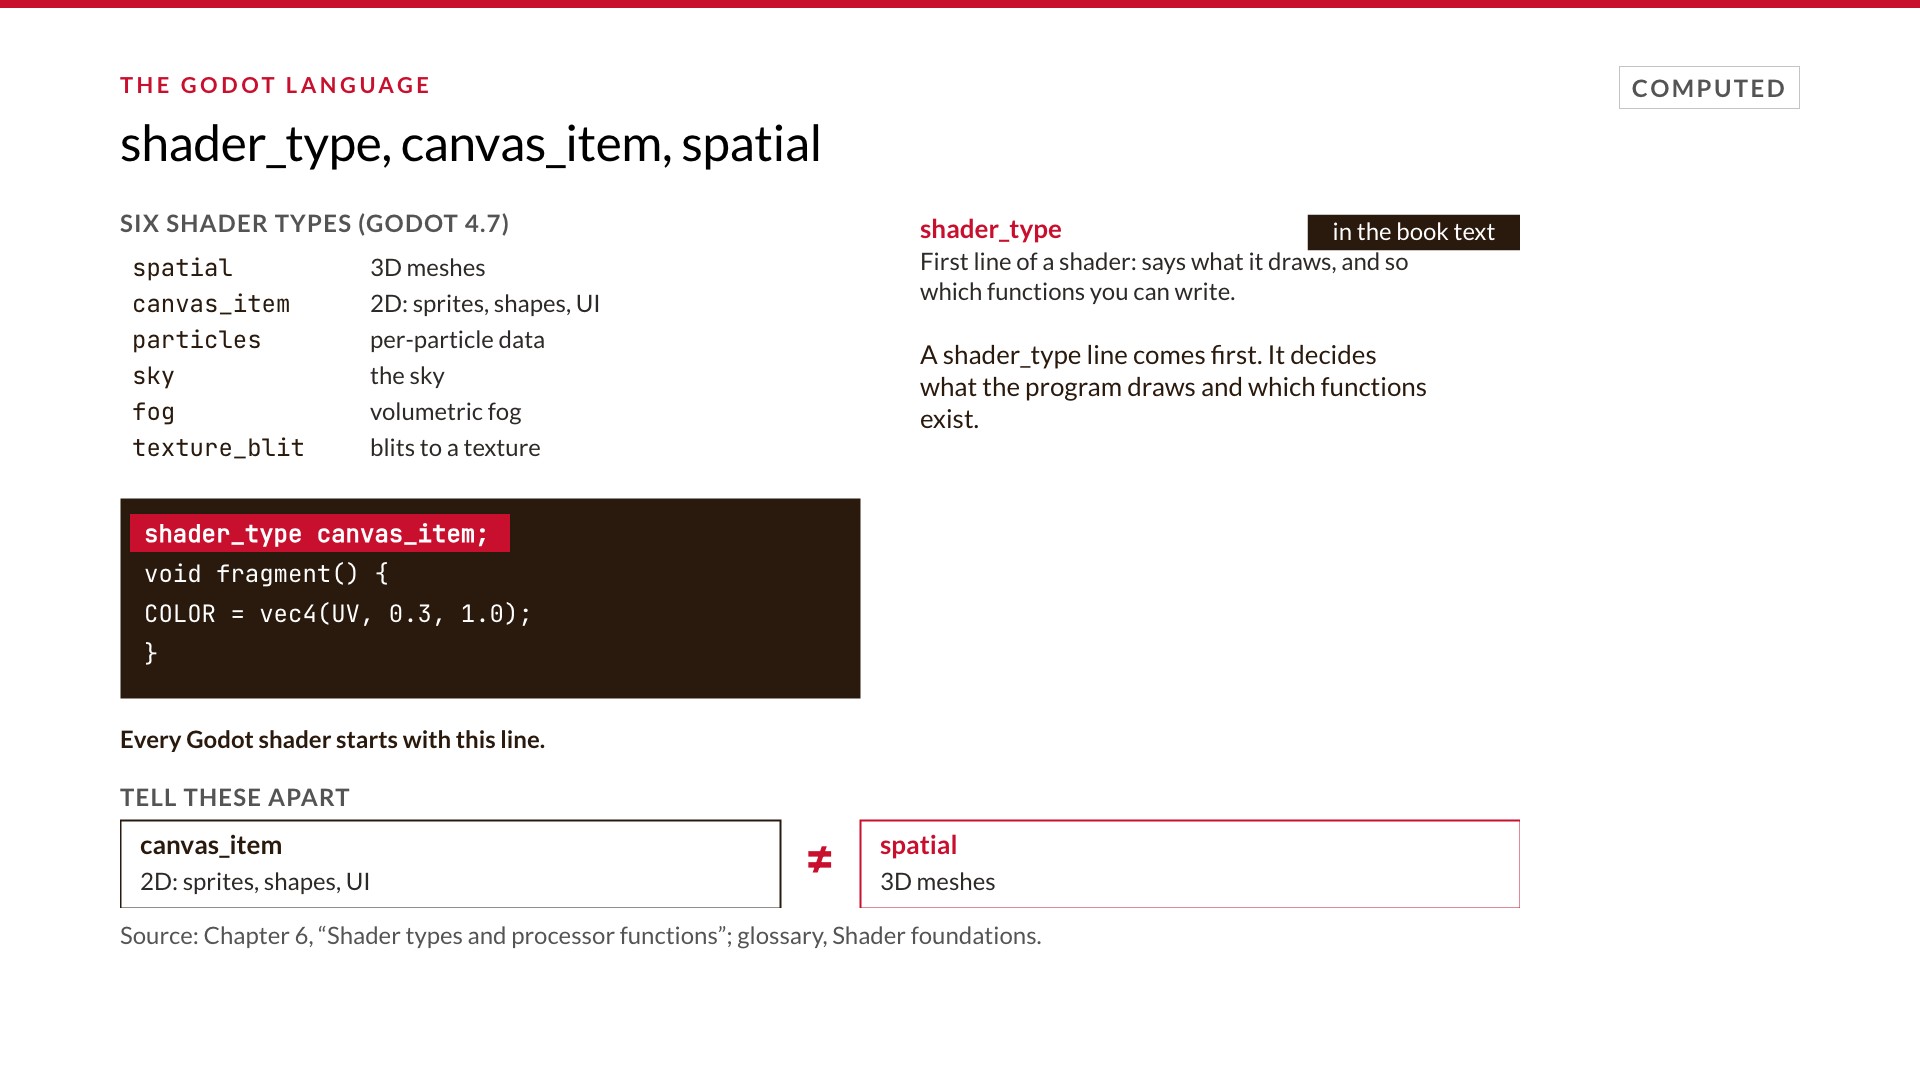 THE GODOT LANGUAGE
COMPUTED
shader_type, canvas_item, spatial
SIX SHADER TYPES (GODOT 4.7)
spatial 3D meshes
canvas_item 2D: sprites, shapes, UI
particles per-particle data
sky the sky
fog volumetric fog
texture_blit blits to a texture
shader_type in the book text
First line of a shader: says what it draws, and so
which functions you can write.
A shader_type line comes first. It decides
what the program draws and which functions
exist.
shader_type canvas_item;
void fragment() {
COLOR = vec4(UV, 0.3, 1.0);
}
Every Godot shader starts with this line.
TELL THESE APART
canvas_item
2D: sprites, shapes, UI
≠
spatial
3D meshes
Source: Chapter 6, “Shader types and processor functions”; glossary, Shader foundations.